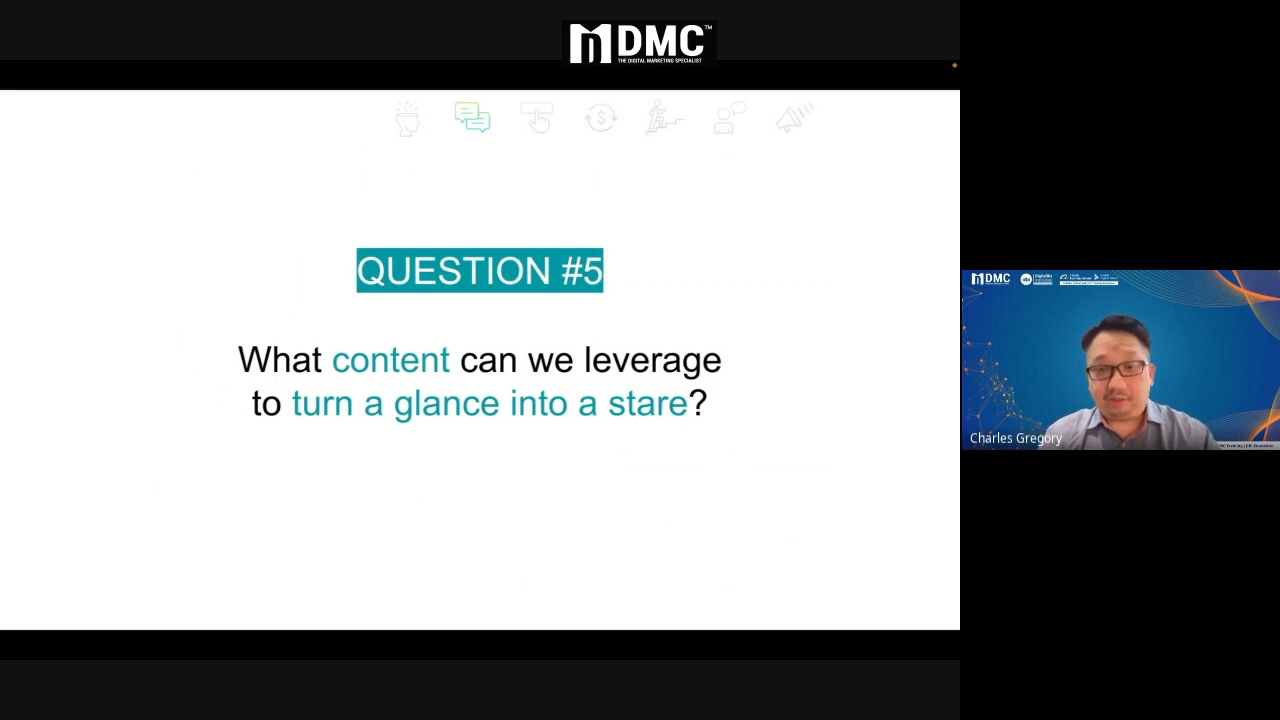 DMC™
THE DIGITAL MARKETING SPECIALIST
QUESTION #5
What content can we leverage
to turn a glance into a stare?
DMC
Charles Gregory